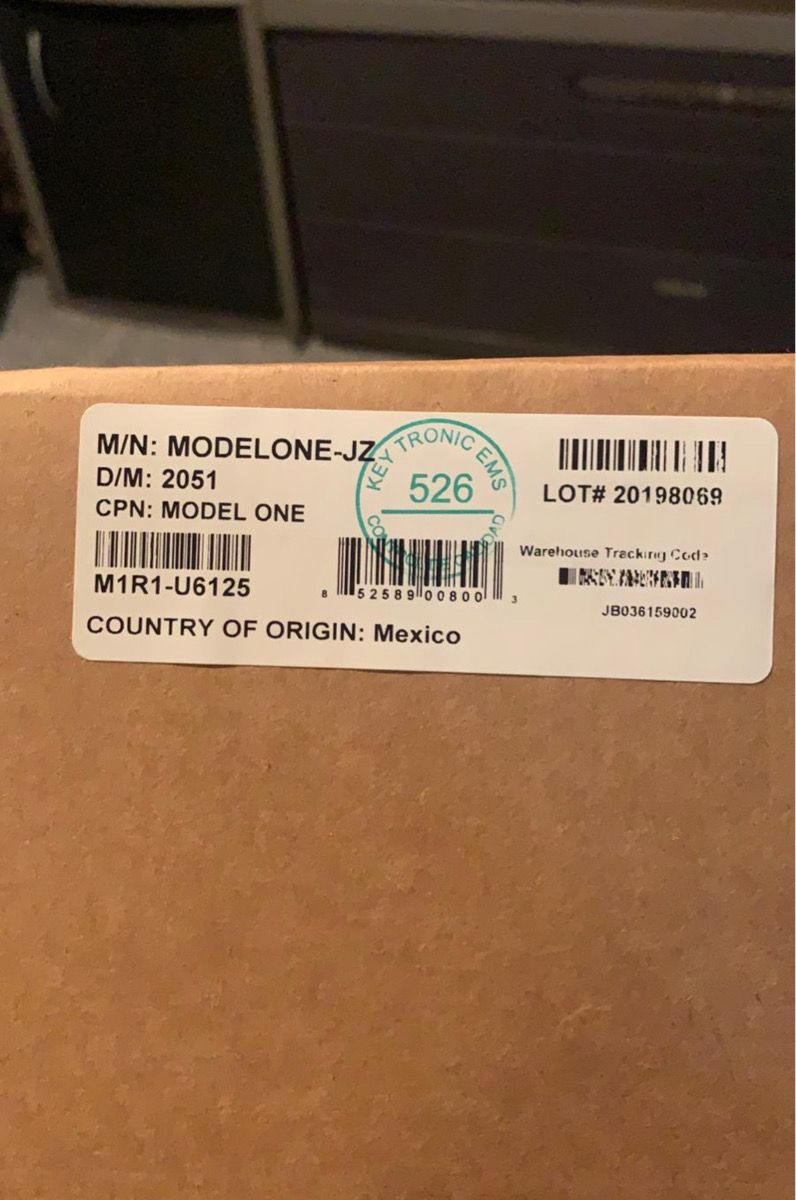 M/N: MODELONE-JZ
D/M: 2051
CPN: MODEL ONE
M1R1-U6125
COUNTRY OF ORIGIN: Mexico
KEY TRONIC EMS
526
8 52589 00800 3
LOT# 20198069
Warehouse Tracking Code
JB036159002